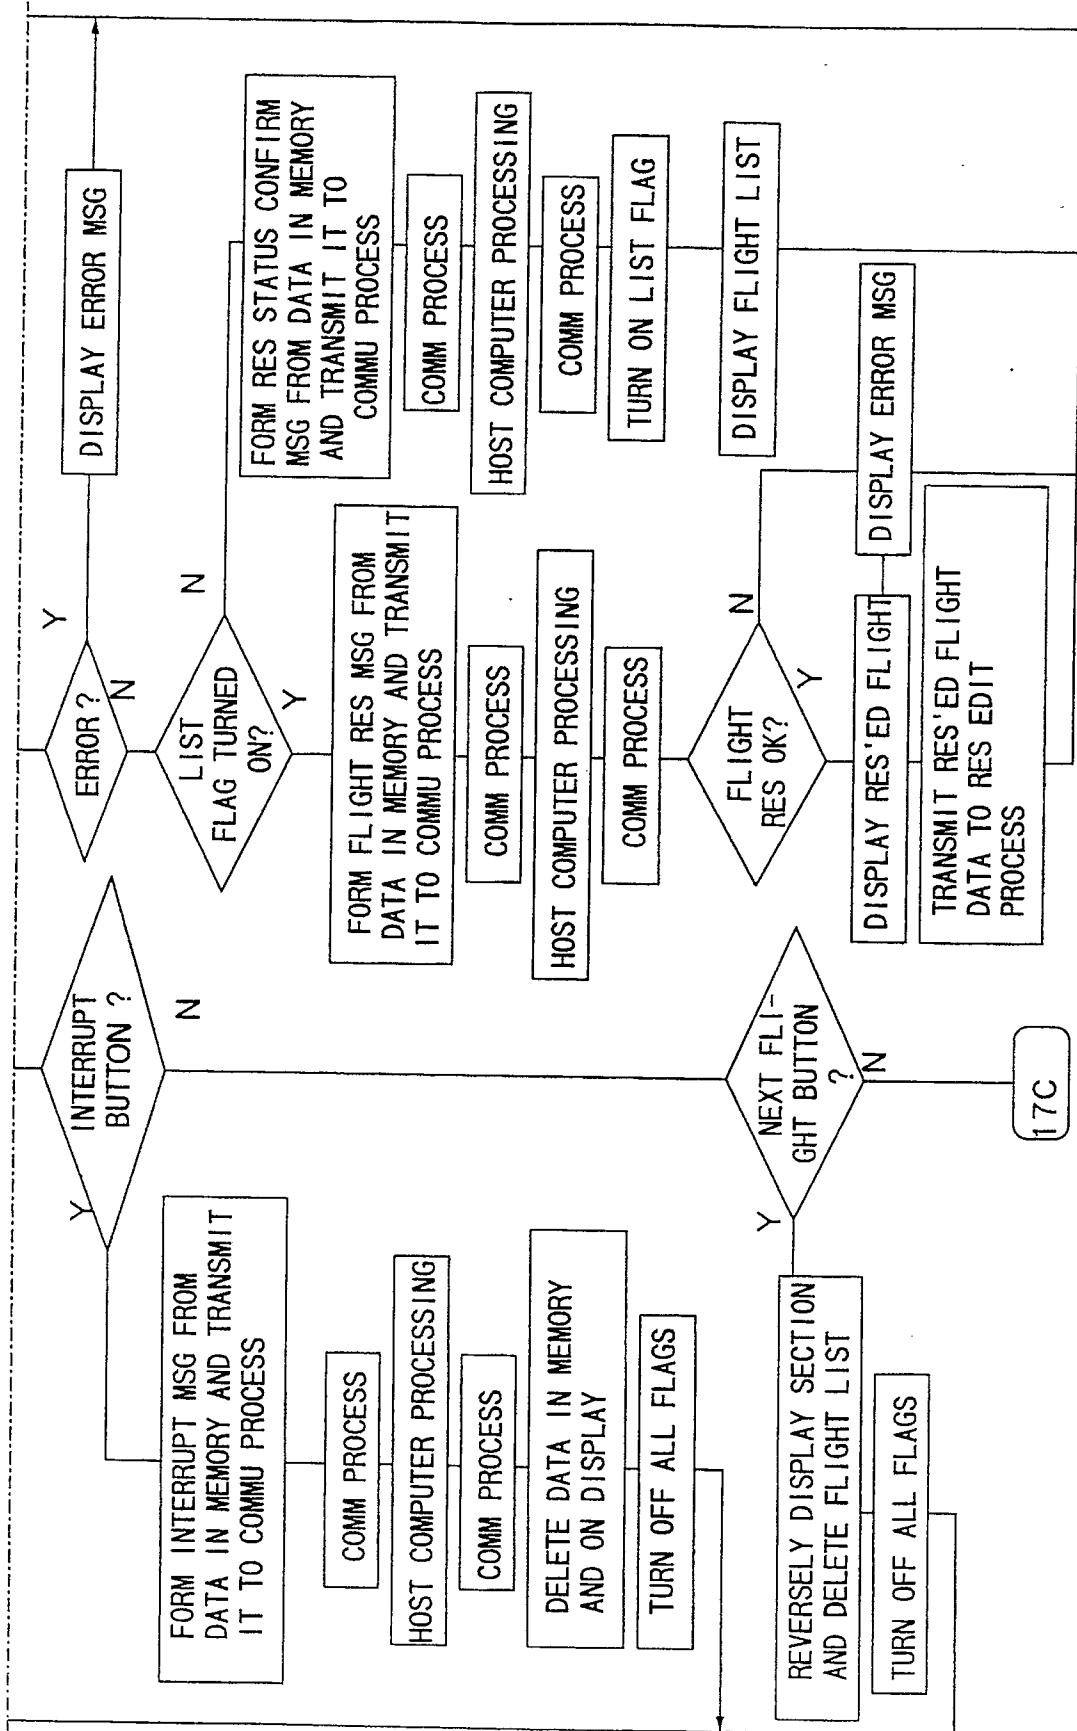 INTERRUPT
BUTTON ?
Y
N
FORM INTERRUPT MSG FROM
DATA IN MEMORY AND TRANSMIT
IT TO COMMU PROCESS
COMM PROCESS
HOST COMPUTER PROCESSING
COMM PROCESS
DELETE DATA IN MEMORY
AND ON DISPLAY
TURN OFF ALL FLAGS
NEXT FLI-
GHT BUTTON
?
Y
N
REVERSELY DISPLAY SECTION
AND DELETE FLIGHT LIST
TURN OFF ALL FLAGS
17C
ERROR?
Y
N
DISPLAY ERROR MSG
LIST
FLAG TURNED
ON?
N
Y
FORM FLIGHT RES MSG FROM
DATA IN MEMORY AND TRANSMIT
IT TO COMMU PROCESS
COMM PROCESS
HOST COMPUTER PROCESSING
COMM PROCESS
FLIGHT
RES OK?
N
Y
DISPLAY RES'ED FLIGHT
DISPLAY ERROR MSG
TRANSMIT RES'ED FLIGHT
DATA TO RES EDIT
PROCESS
FORM RES STATUS CONFIRM
MSG FROM DATA IN MEMORY
AND TRANSMIT IT TO
COMMU PROCESS
COMM PROCESS
HOST COMPUTER PROCESSING
COMM PROCESS
TURN ON LIST FLAG
DISPLAY FLIGHT LIST